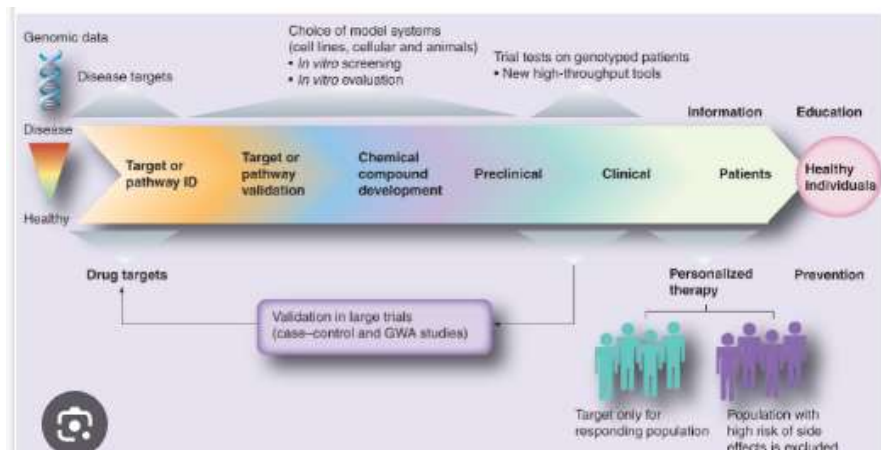 Genomic data
Disease targets
Choice of model systems
(cell lines, cellular and animals)
• In vitro screening
• In vitro evaluation
Trial tests on genotyped patients
• New high-throughput tools
Information
Education
Disease
Healthy
Target or
pathway ID
Target or
pathway
validation
Chemical
compound
development
Preclinical
Clinical
Patients
Healthy
individuals
Drug targets
Validation in large trials
(case–control and GWA studies)
Personalized
therapy
Prevention
Target only for
responding population
Population with
high risk of side
effects is excluded